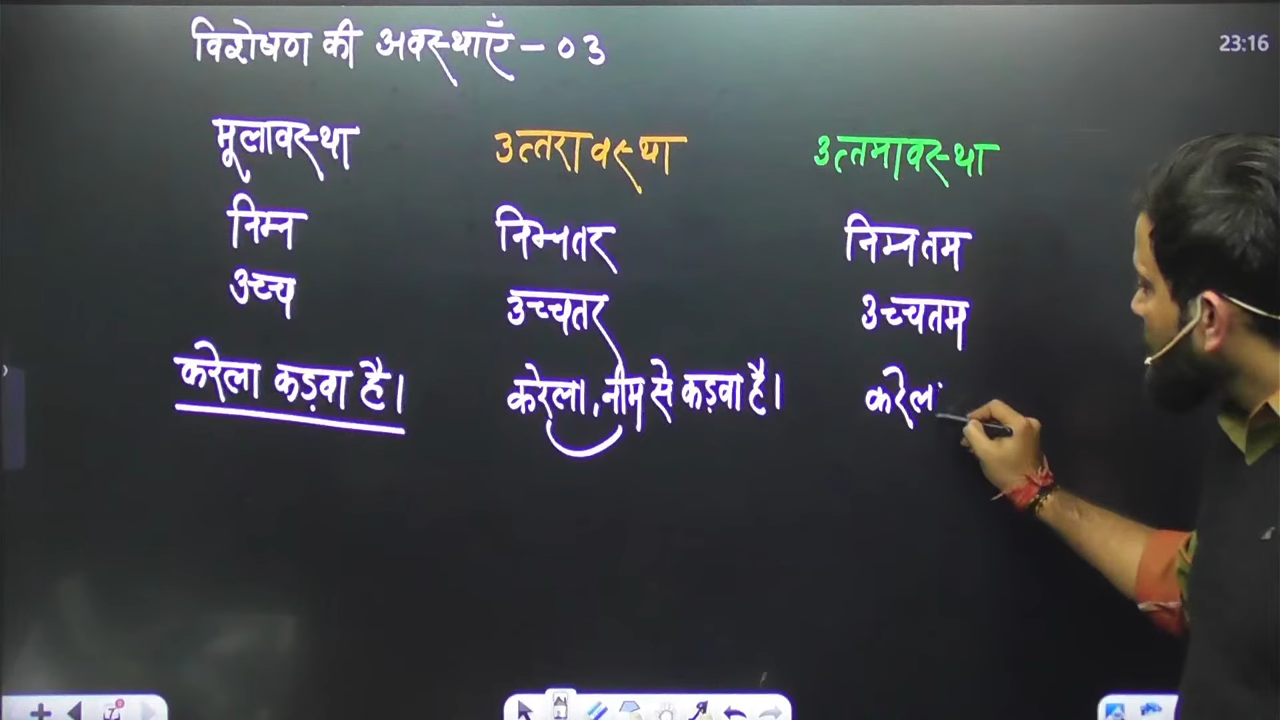 विशेषण की अवस्थाएँ - 03
23:16
मूलावस्था उत्तरावस्था उत्तमावस्था
निम्न निम्नतर निम्नतम
उच्च उच्चतर उच्चतम
करेला कड़वा है। करेला, नीम से कड़वा है। करेल